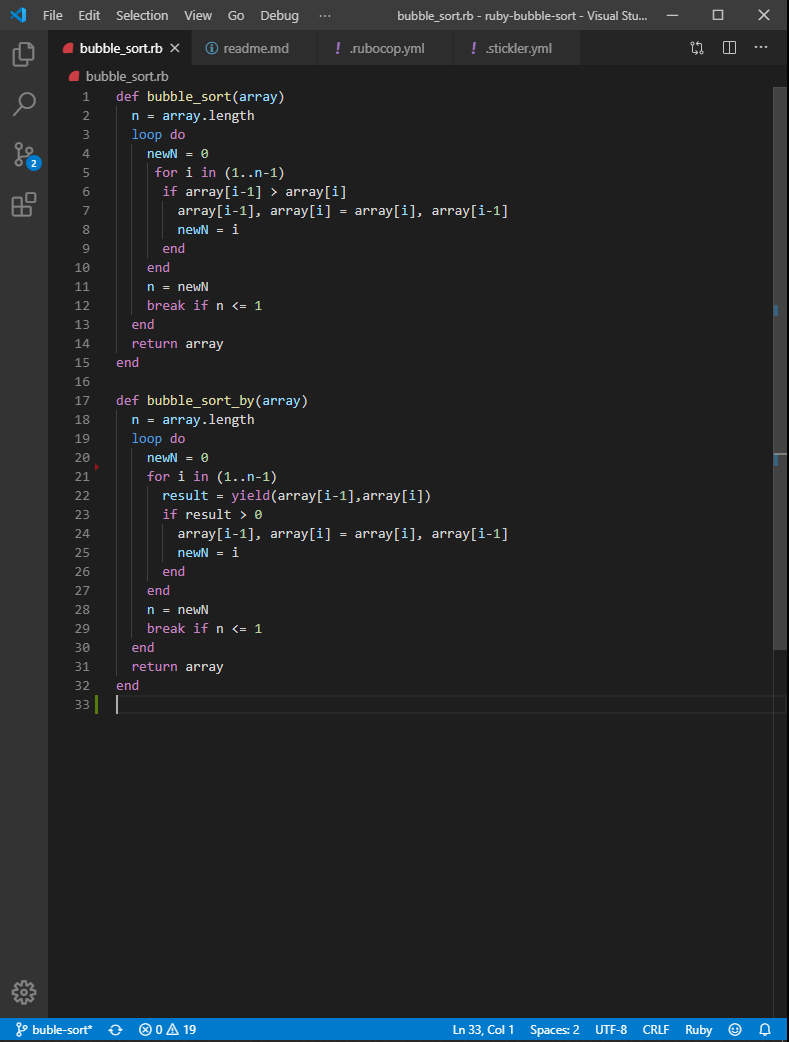 File Edit Selection View Go Debug ··· bubble_sort.rb - ruby-bubble-sort - Visual Stu...
bubble_sort.rb readme.md ! .rubocop.yml ! .stickler.yml ···
bubble_sort.rb
1 def bubble_sort(array)
2   n = array.length
3   loop do
4     newN = 0
5      for i in (1..n-1)
6       if array[i-1] > array[i]
7         array[i-1], array[i] = array[i], array[i-1]
8         newN = i
9       end
10     end
11     n = newN
12     break if n <= 1
13   end
14   return array
15 end
16
17 def bubble_sort_by(array)
18   n = array.length
19   loop do
20     newN = 0
21     for i in (1..n-1)
22       result = yield(array[i-1],array[i])
23       if result > 0
24         array[i-1], array[i] = array[i], array[i-1]
25         newN = i
26       end
27     end
28     n = newN
29     break if n <= 1
30   end
31   return array
32 end
33
2
buble-sort* 0 19 Ln 33, Col 1 Spaces: 2 UTF-8 CRLF Ruby